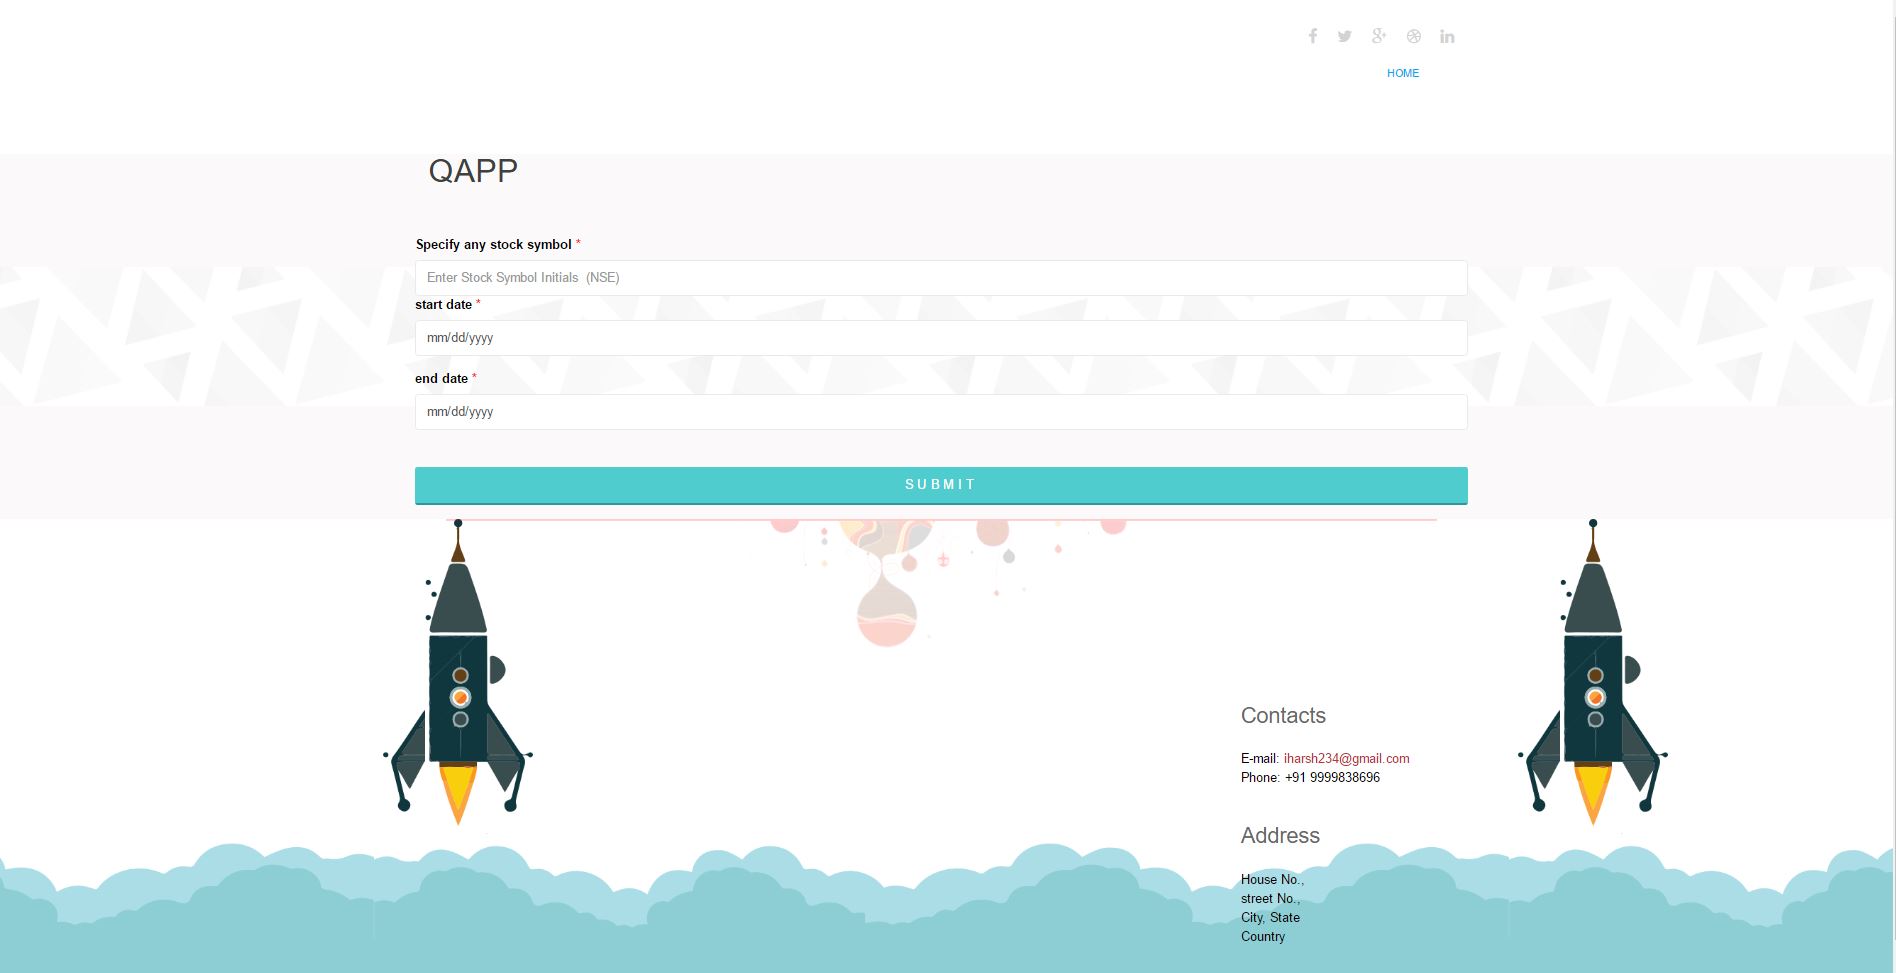 HOME
QAPP
Specify any stock symbol *
Enter Stock Symbol Initials  (NSE)
start date *
mm/dd/yyyy
end date *
mm/dd/yyyy
SUBMIT
Contacts
E-mail: iharsh234@gmail.com
Phone: +91 9999838696
Address
House No.,
street No.,
City, State
Country